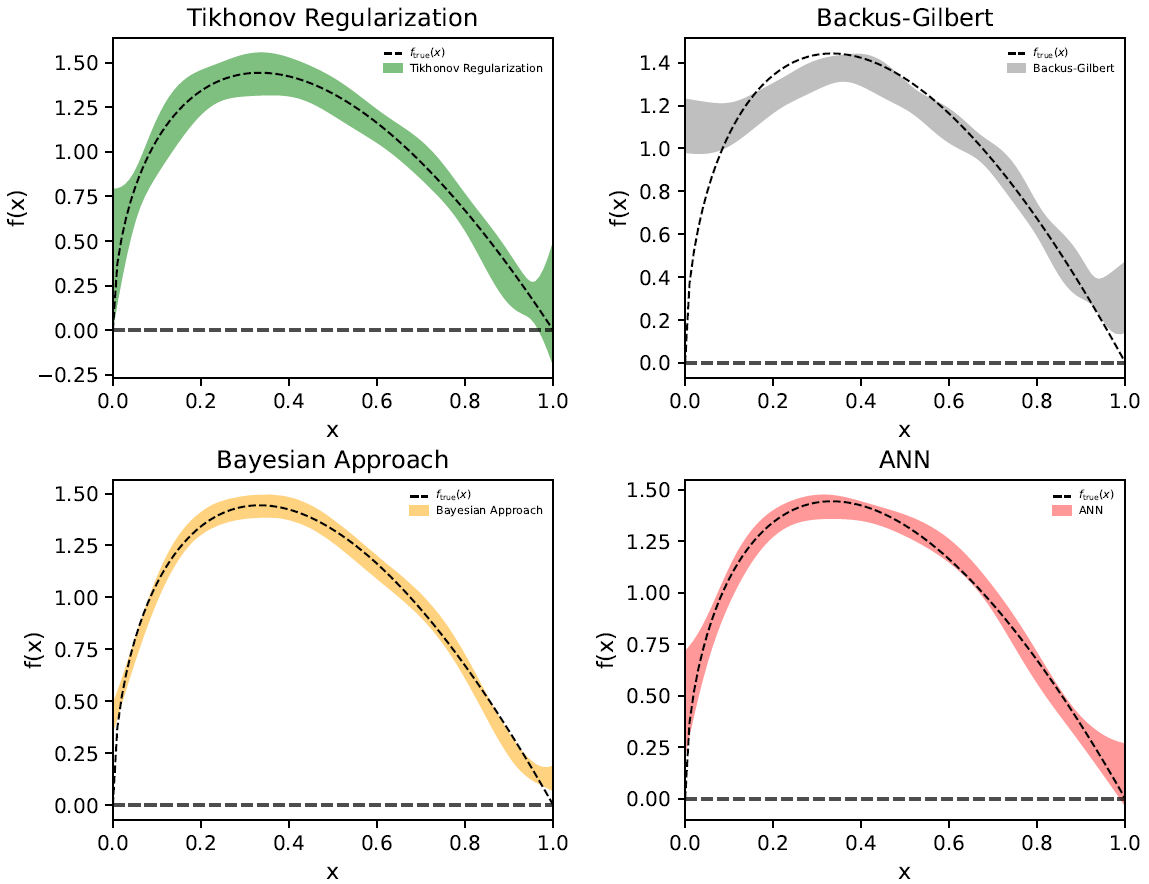 Tikhonov Regularization
f_true(x)
Tikhonov Regularization
f(x)
1.50
1.25
1.00
0.75
0.50
0.25
0.00
−0.25
0.0 0.2 0.4 0.6 0.8 1.0
x
Backus-Gilbert
f_true(x)
Backus-Gilbert
f(x)
1.4
1.2
1.0
0.8
0.6
0.4
0.2
0.0
0.0 0.2 0.4 0.6 0.8 1.0
x
Bayesian Approach
f_true(x)
Bayesian Approach
f(x)
1.50
1.25
1.00
0.75
0.50
0.25
0.00
0.0 0.2 0.4 0.6 0.8 1.0
x
ANN
f_true(x)
ANN
f(x)
1.50
1.25
1.00
0.75
0.50
0.25
0.00
0.0 0.2 0.4 0.6 0.8 1.0
x